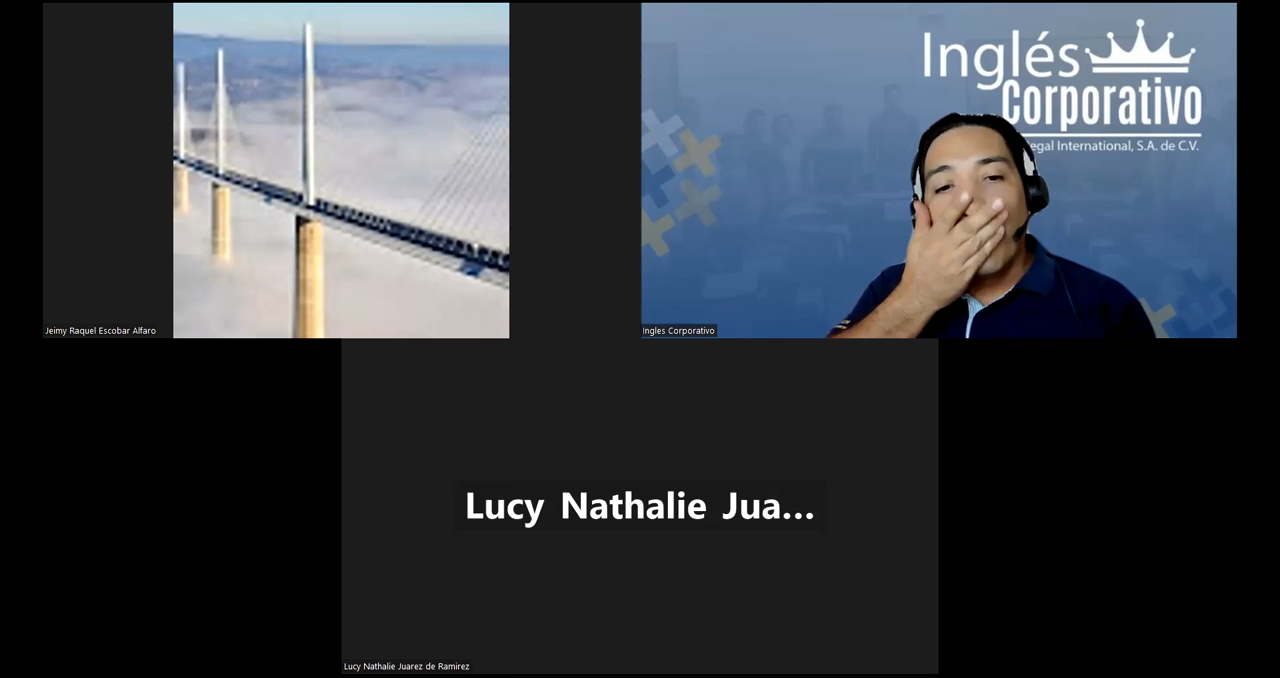 Inglés
Corporativo
egal International, S.A. de C.V.
Jeimy Raquel Escobar Alfaro
Ingles Corporativo
Lucy Nathalie Jua...
Lucy Nathalie Juarez de Ramirez